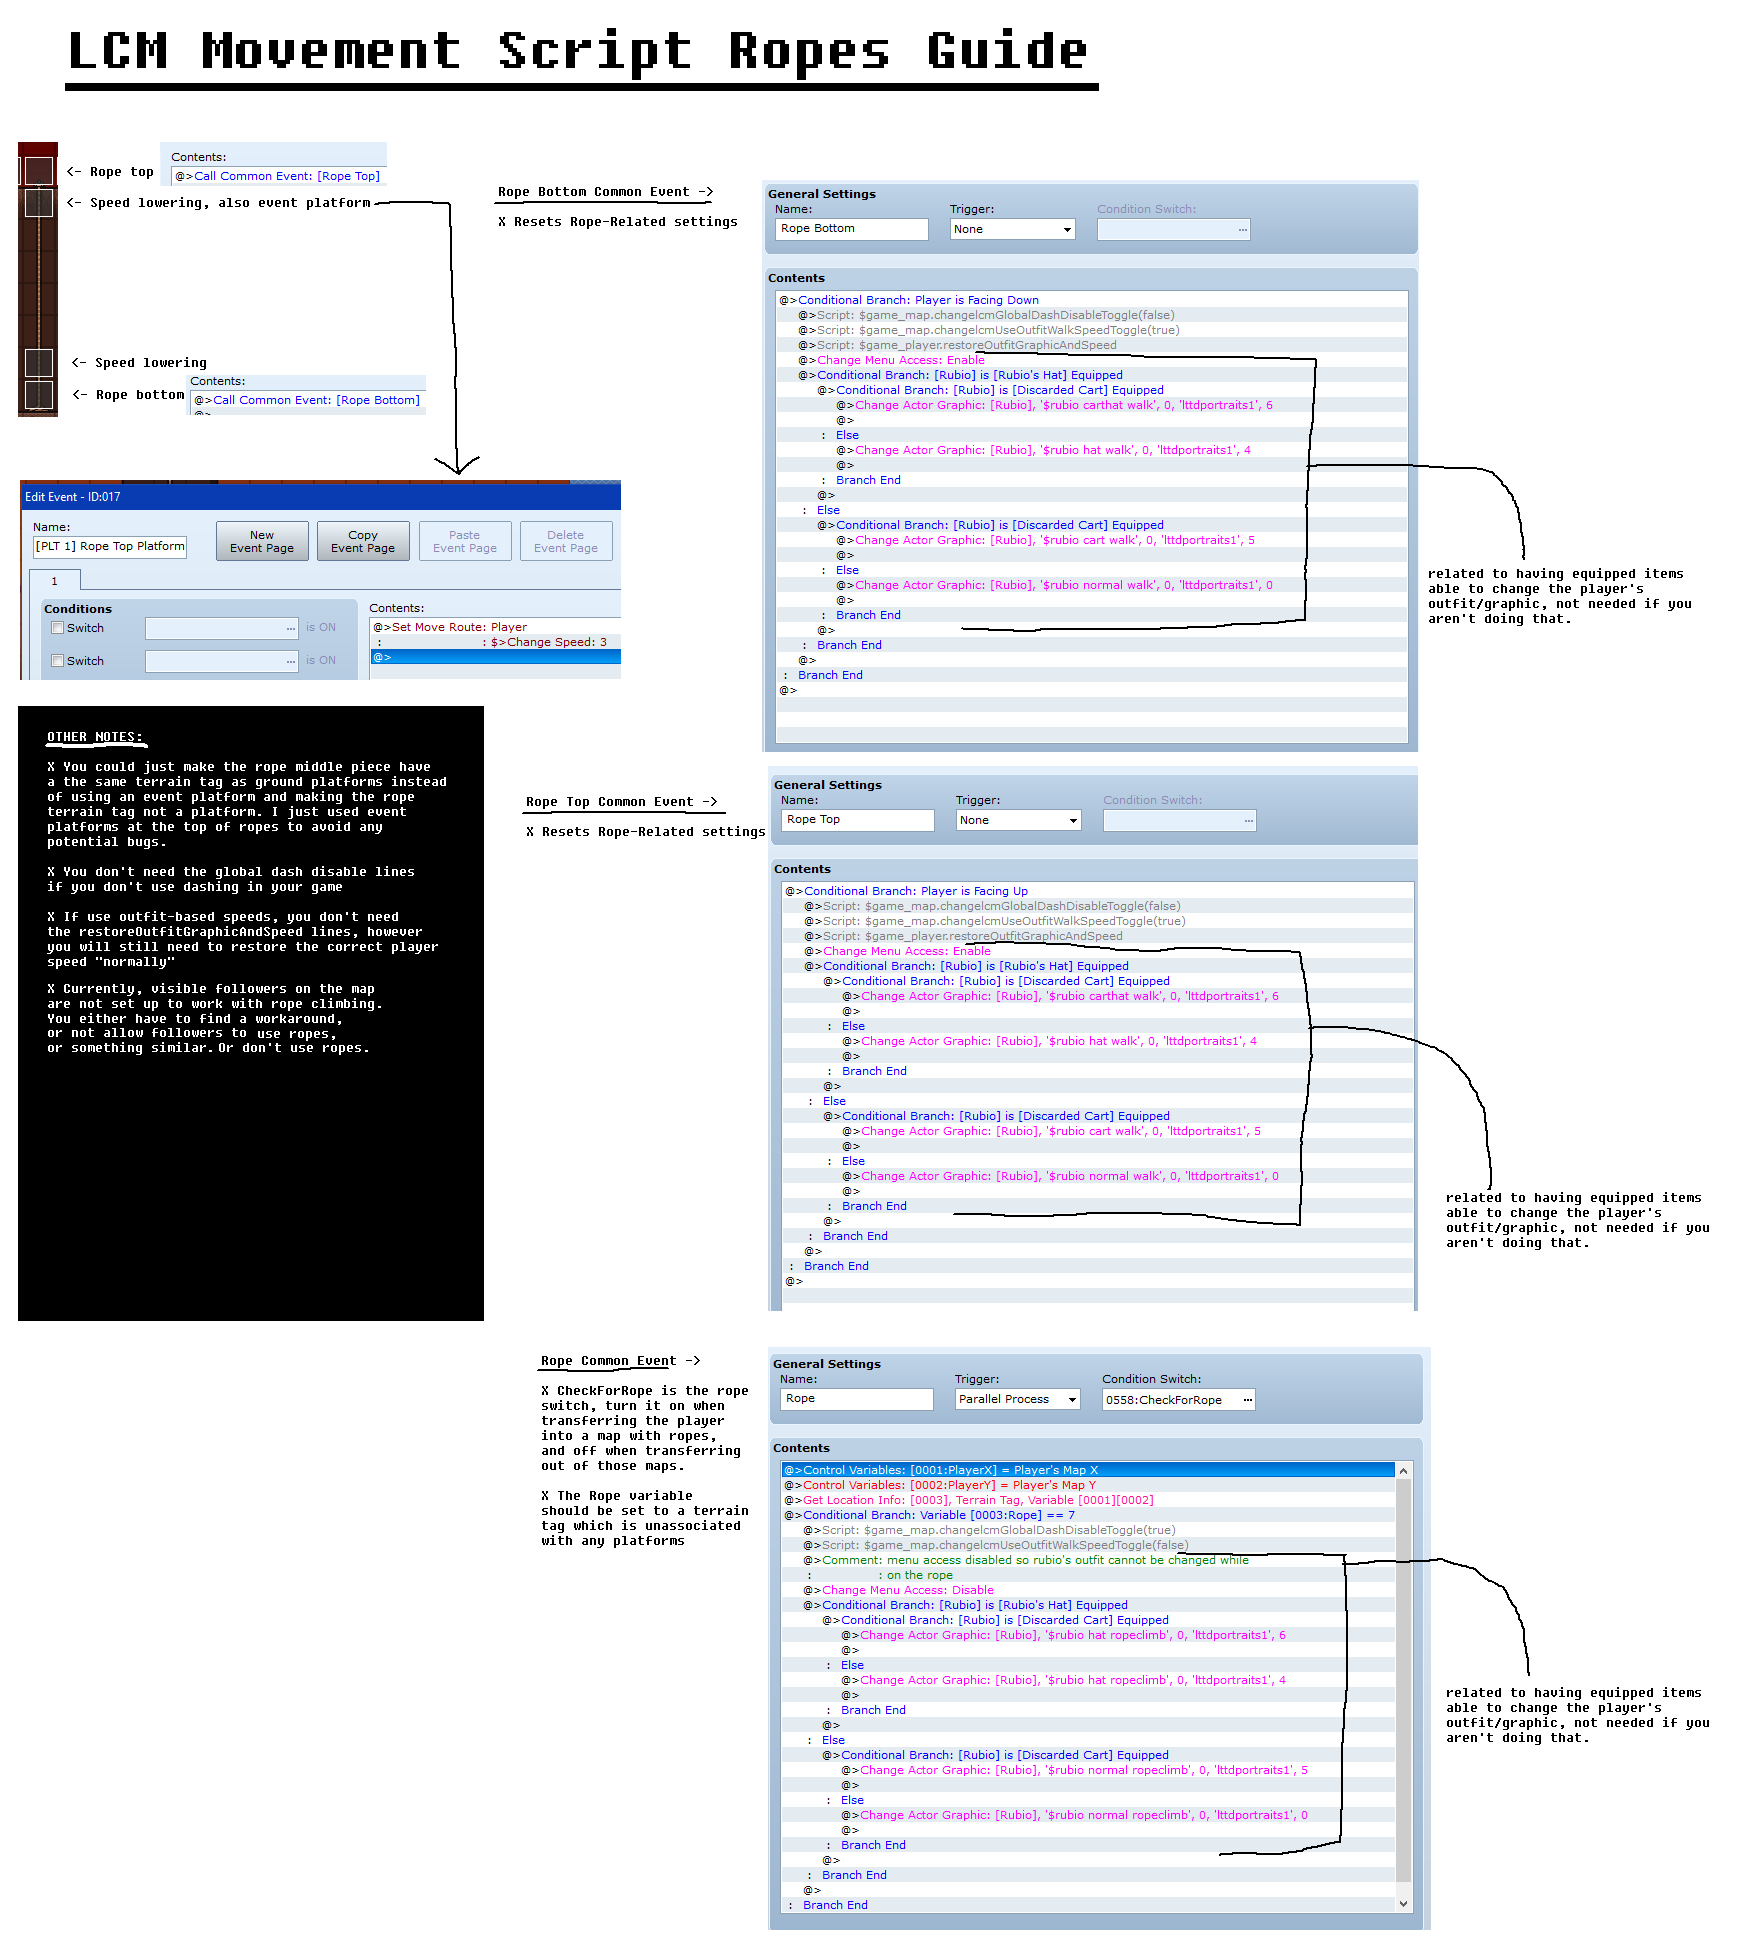 LCM Movement Script Ropes Guide
<- Rope top
Contents:
@>Call Common Event: [Rope Top]
<- Speed lowering, also event platform
<- Speed lowering
<- Rope bottom
Contents:
@>Call Common Event: [Rope Bottom]
@>
Edit Event - ID:017
Name:
[PLT 1] Rope Top Platform
New
Event Page
Copy
Event Page
Paste
Event Page
Delete
Event Page
1
Conditions
Switch ... is ON
Switch ... is ON
Contents:
@>Set Move Route: Player
: : $>Change Speed: 3
@>
OTHER NOTES:
X You could just make the rope middle piece have
a the same terrain tag as ground platforms instead
of using an event platform and making the rope
terrain tag not a platform. I just used event
platforms at the top of ropes to avoid any
potential bugs.
X You don't need the global dash disable lines
if you don't use dashing in your game
X If use outfit-based speeds, you don't need
the restoreOutfitGraphicAndSpeed lines, however
you will still need to restore the correct player
speed "normally"
X Currently, visible followers on the map
are not set up to work with rope climbing.
You either have to find a workaround,
or not allow followers to use ropes,
or something similar. Or don't use ropes.
Rope Bottom Common Event ->
X Resets Rope-Related settings
General Settings
Name: Trigger: Condition Switch:
Rope Bottom None ...
Contents
@>Conditional Branch: Player is Facing Down
@>Script: $game_map.changelcmGlobalDashDisableToggle(false)
@>Script: $game_map.changelcmUseOutfitWalkSpeedToggle(true)
@>Script: $game_player.restoreOutfitGraphicAndSpeed
@>Change Menu Access: Enable
@>Conditional Branch: [Rubio] is [Rubio's Hat] Equipped
@>Conditional Branch: [Rubio] is [Discarded Cart] Equipped
@>Change Actor Graphic: [Rubio], '$rubio carthat walk', 0, 'lttdportraits1', 6
@>
: Else
@>Change Actor Graphic: [Rubio], '$rubio hat walk', 0, 'lttdportraits1', 4
@>
: Branch End
@>
: Else
@>Conditional Branch: [Rubio] is [Discarded Cart] Equipped
@>Change Actor Graphic: [Rubio], '$rubio cart walk', 0, 'lttdportraits1', 5
@>
: Else
@>Change Actor Graphic: [Rubio], '$rubio normal walk', 0, 'lttdportraits1', 0
@>
: Branch End
@>
: Branch End
@>
: Branch End
@>
related to having equipped items
able to change the player's
outfit/graphic, not needed if you
aren't doing that.
Rope Top Common Event ->
X Resets Rope-Related settings
General Settings
Name: Trigger: Condition Switch:
Rope Top None ...
Contents
@>Conditional Branch: Player is Facing Up
@>Script: $game_map.changelcmGlobalDashDisableToggle(false)
@>Script: $game_map.changelcmUseOutfitWalkSpeedToggle(true)
@>Script: $game_player.restoreOutfitGraphicAndSpeed
@>Change Menu Access: Enable
@>Conditional Branch: [Rubio] is [Rubio's Hat] Equipped
@>Conditional Branch: [Rubio] is [Discarded Cart] Equipped
@>Change Actor Graphic: [Rubio], '$rubio carthat walk', 0, 'lttdportraits1', 6
@>
: Else
@>Change Actor Graphic: [Rubio], '$rubio hat walk', 0, 'lttdportraits1', 4
@>
: Branch End
@>
: Else
@>Conditional Branch: [Rubio] is [Discarded Cart] Equipped
@>Change Actor Graphic: [Rubio], '$rubio cart walk', 0, 'lttdportraits1', 5
@>
: Else
@>Change Actor Graphic: [Rubio], '$rubio normal walk', 0, 'lttdportraits1', 0
@>
: Branch End
@>
: Branch End
@>
: Branch End
@>
related to having equipped items
able to change the player's
outfit/graphic, not needed if you
aren't doing that.
Rope Common Event ->
X CheckForRope is the rope
switch, turn it on when
transferring the player
into a map with ropes,
and off when transferring
out of those maps.
X The Rope variable
should be set to a terrain
tag which is unassociated
with any platforms
General Settings
Name: Trigger: Condition Switch:
Rope Parallel Process 0558:CheckForRope ...
Contents
@>Control Variables: [0001:PlayerX] = Player's Map X
@>Control Variables: [0002:PlayerY] = Player's Map Y
@>Get Location Info: [0003], Terrain Tag, Variable [0001][0002]
@>Conditional Branch: Variable [0003:Rope] == 7
@>Script: $game_map.changelcmGlobalDashDisableToggle(true)
@>Script: $game_map.changelcmUseOutfitWalkSpeedToggle(false)
@>Comment: menu access disabled so rubio's outfit cannot be changed while
: : on the rope
@>Change Menu Access: Disable
@>Conditional Branch: [Rubio] is [Rubio's Hat] Equipped
@>Conditional Branch: [Rubio] is [Discarded Cart] Equipped
@>Change Actor Graphic: [Rubio], '$rubio hat ropeclimb', 0, 'lttdportraits1', 6
@>
: Else
@>Change Actor Graphic: [Rubio], '$rubio hat ropeclimb', 0, 'lttdportraits1', 4
@>
: Branch End
@>
: Else
@>Conditional Branch: [Rubio] is [Discarded Cart] Equipped
@>Change Actor Graphic: [Rubio], '$rubio normal ropeclimb', 0, 'lttdportraits1', 5
@>
: Else
@>Change Actor Graphic: [Rubio], '$rubio normal ropeclimb', 0, 'lttdportraits1', 0
@>
: Branch End
@>
: Branch End
@>
: Branch End
related to having equipped items
able to change the player's
outfit/graphic, not needed if you
aren't doing that.